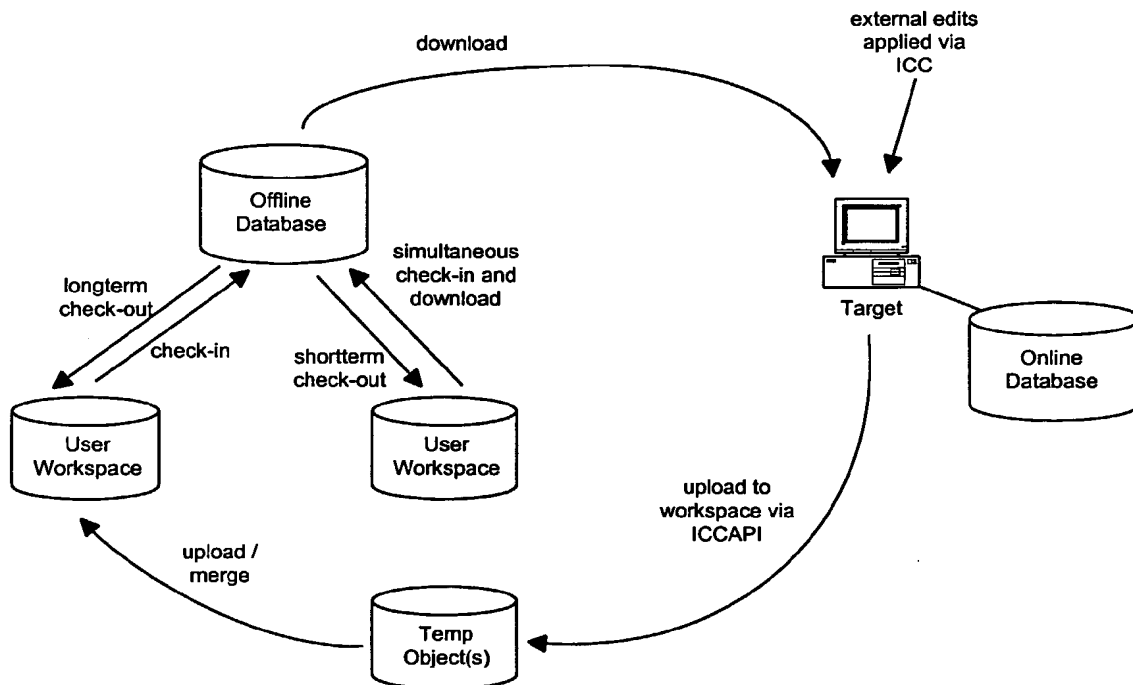 download
external edits
applied via
ICC
Offline
Database
simultaneous
check-in and
download
longterm
check-out
check-in
shortterm
check-out
Target
Online
Database
User
Workspace
User
Workspace
upload to
workspace via
ICCAPI
upload /
merge
Temp
Object(s)